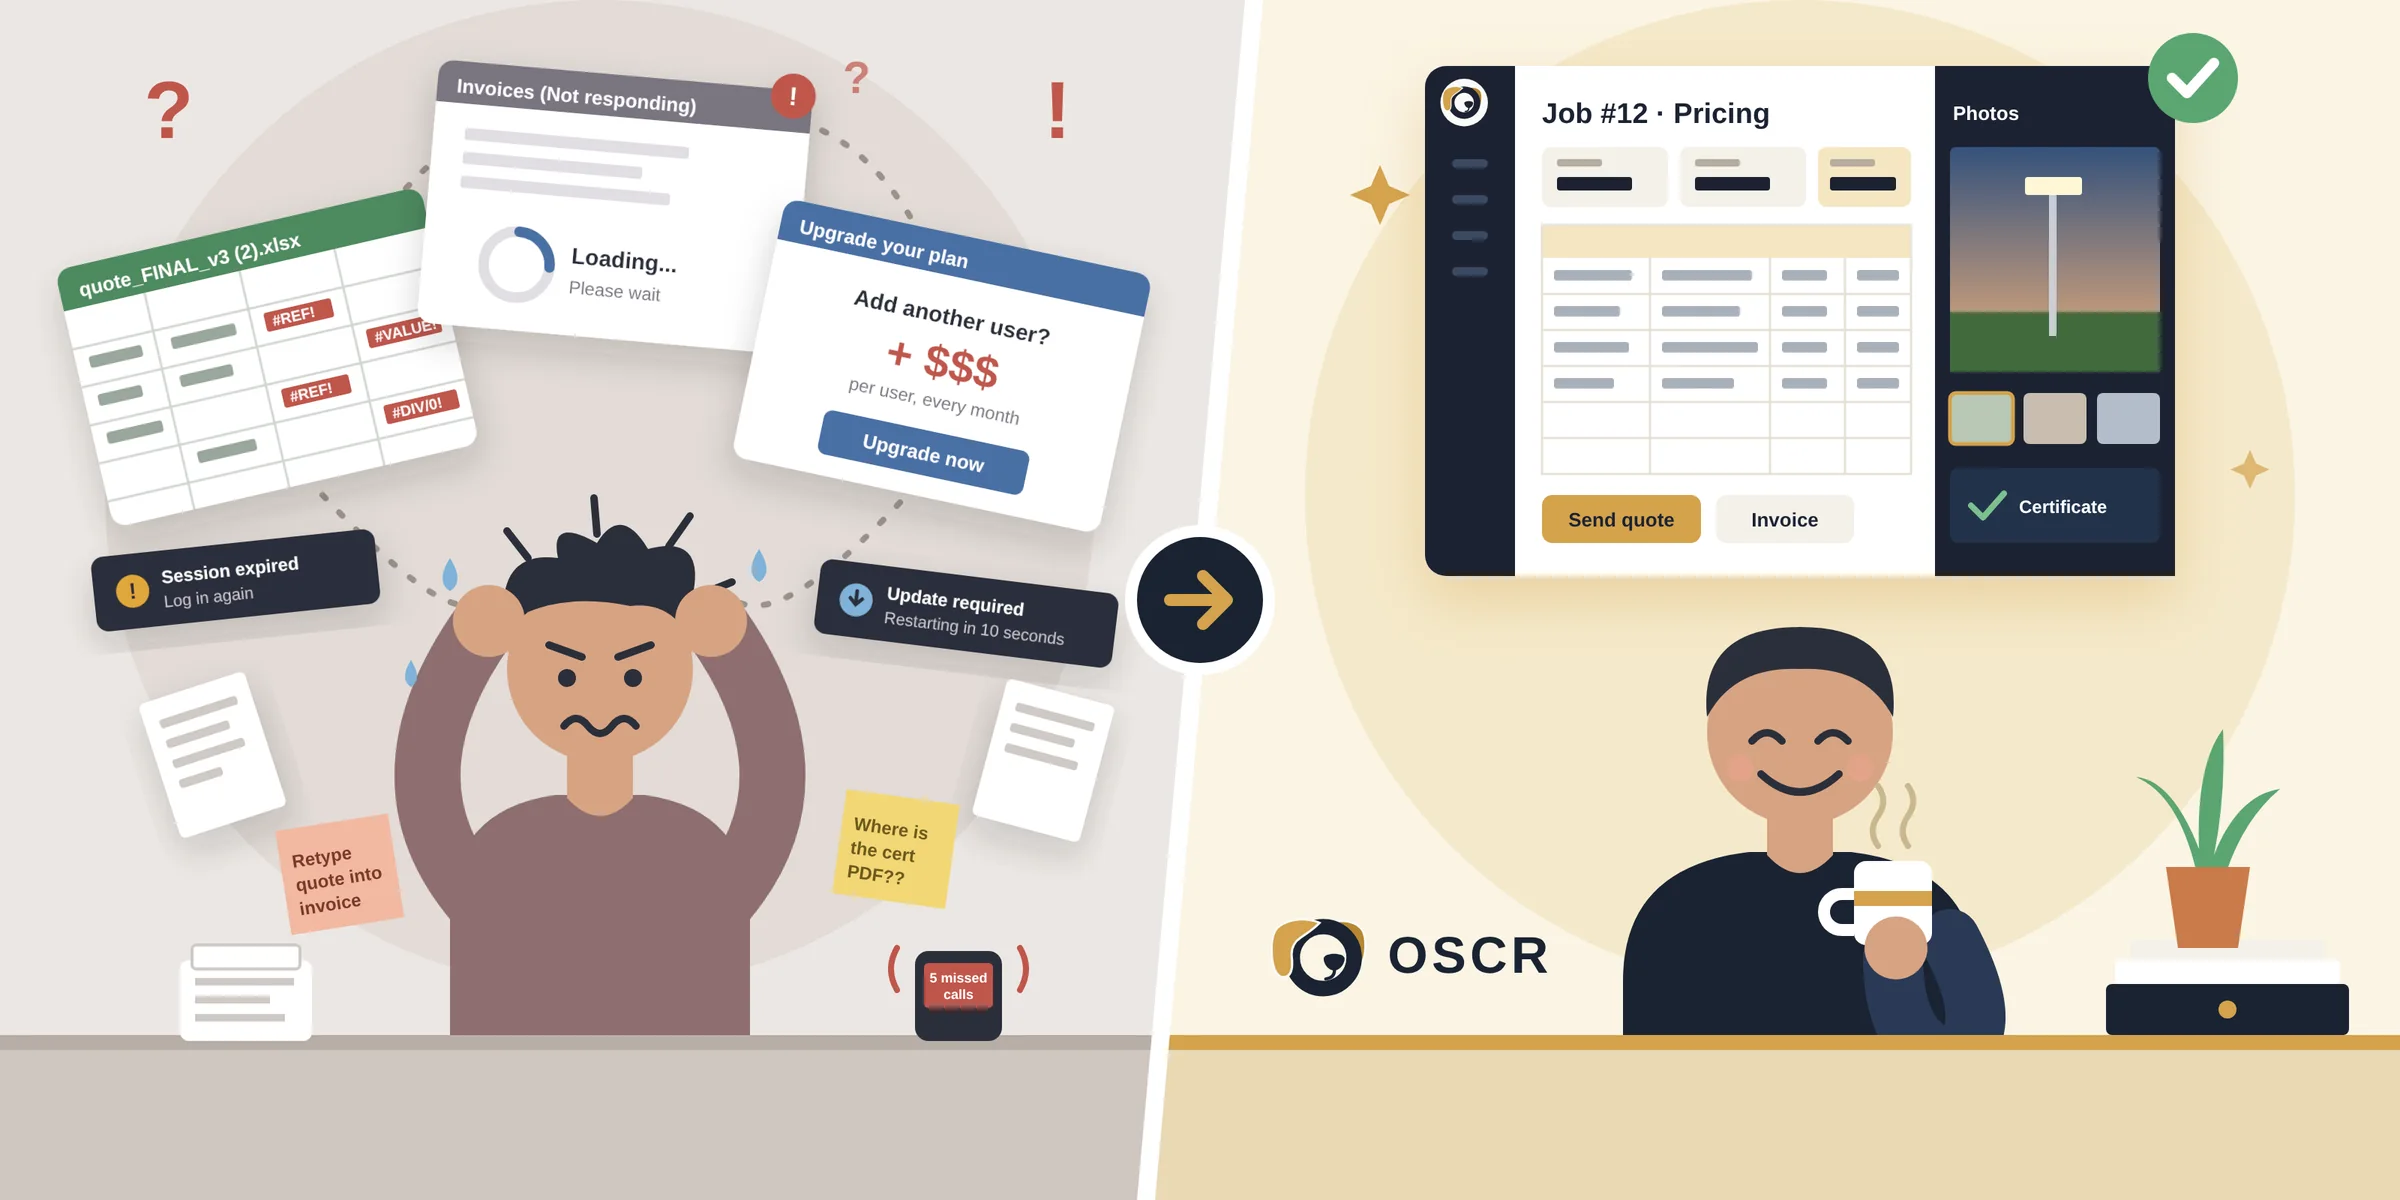 ?
?
!
Invoices (Not responding)
!
Loading...
Please wait
quote_FINAL_v3 (2).xlsx
#REF!
#VALUE!
#REF!
#DIV/0!
Upgrade your plan
Add another user?
+ $$$
per user, every month
Upgrade now
!
Session expired
Log in again
Update required
Restarting in 10 seconds
Retype
quote into
invoice
Where is
the cert
PDF??
5 missed
calls
Job #12 · Pricing
Photos
Send quote
Invoice
Certificate
OSCR